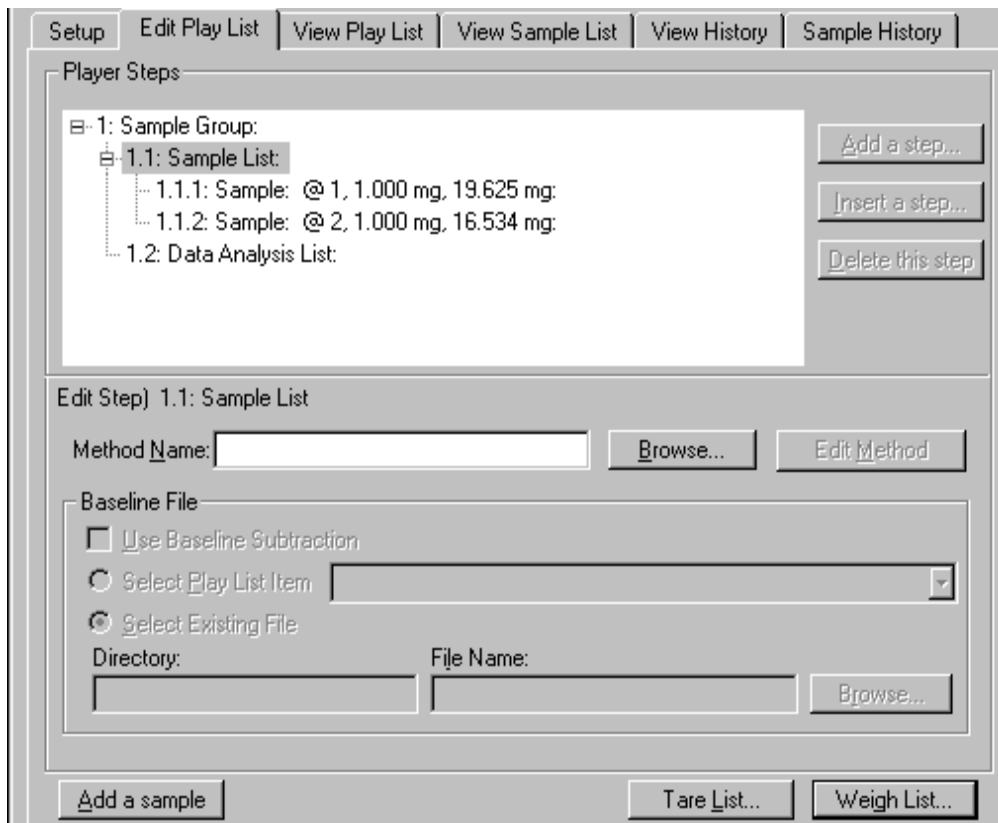 Setup
Edit Play List
View Play List
View Sample List
View History
Sample History
Player Steps
1: Sample Group:
1.1: Sample List:
1.1.1: Sample: @ 1, 1.000 mg, 19.625 mg:
1.1.2: Sample: @ 2, 1.000 mg, 16.534 mg:
1.2: Data Analysis List:
Add a step...
Insert a step...
Delete this step
Edit Step) 1.1: Sample List
Method Name:
Browse...
Edit Method
Baseline File
Use Baseline Subtraction
Select Play List Item
Select Existing File
Directory:
File Name:
Browse...
Add a sample
Tare List...
Weigh List...